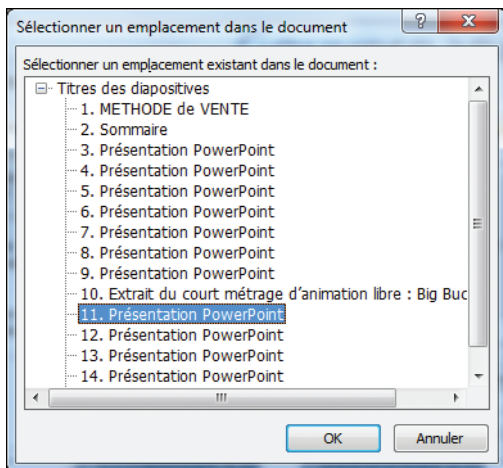 Sélectionner un emplacement dans le document
Sélectionner un emplacement existant dans le document :
Titres des diapositives
1. METHODE de VENTE
2. Sommaire
3. Présentation PowerPoint
4. Présentation PowerPoint
5. Présentation PowerPoint
6. Présentation PowerPoint
7. Présentation PowerPoint
8. Présentation PowerPoint
9. Présentation PowerPoint
10. Extrait du court métrage d'animation libre : Big Buc
11. Présentation PowerPoint
12. Présentation PowerPoint
13. Présentation PowerPoint
14. Présentation PowerPoint
OK Annuler